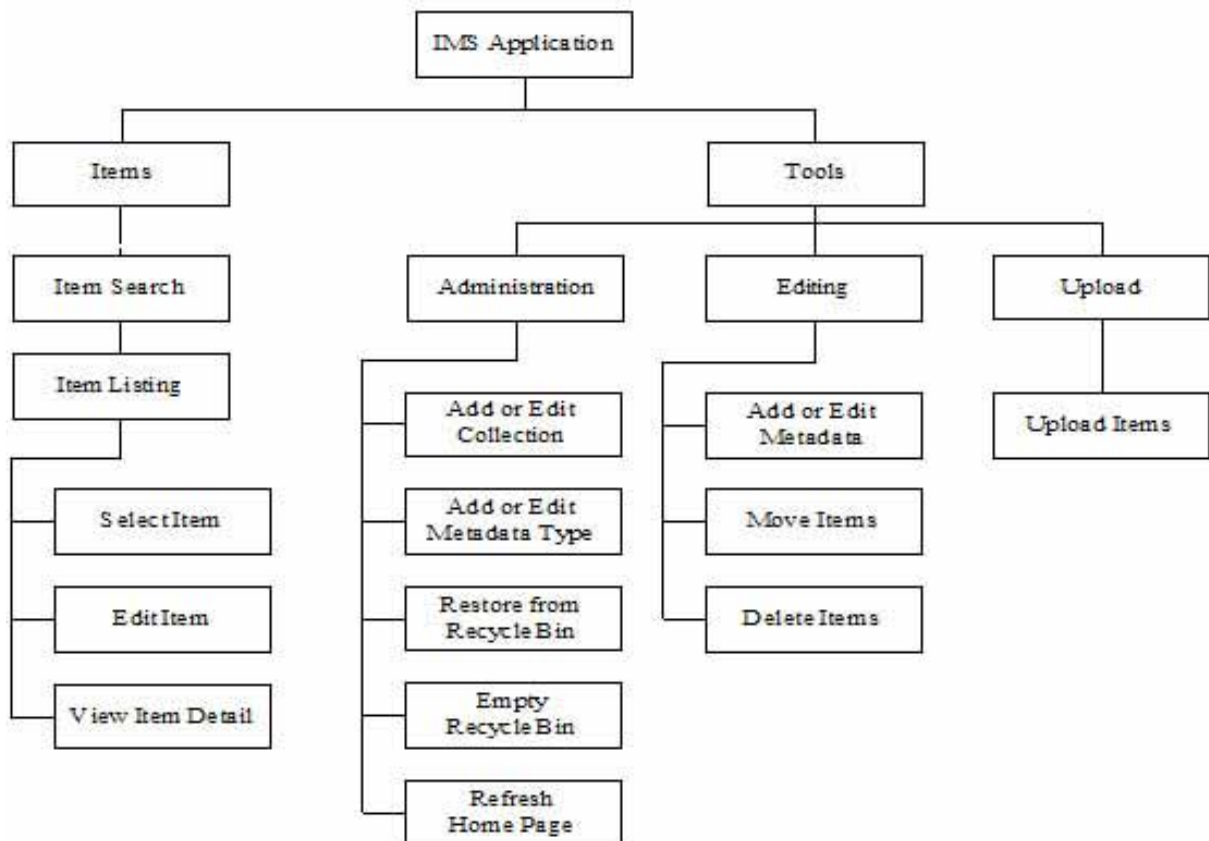 IMS Application
Items
Tools
Item Search
Administration
Editing
Upload
Item Listing
Add or Edit
Collection
Add or Edit
Metadata
Upload Items
Select Item
Add or Edit
Metadata Type
Move Items
Edit Item
Restore from
Recycle Bin
Delete Items
View Item Detail
Empty
Recycle Bin
Refresh
Home Page